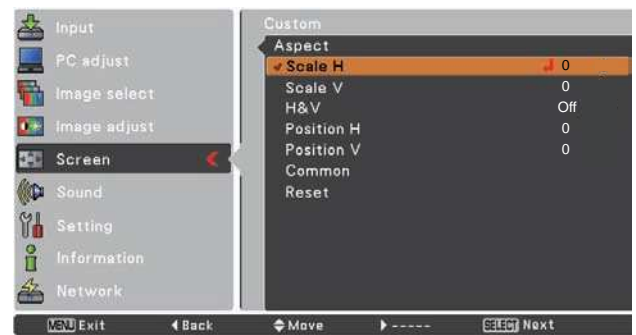 Input
PC adjust
Image select
Image adjust
Screen
Sound
Setting
Information
Network
Custom
Aspect
Scale H 0
Scale V 0
H&V Off
Position H 0
Position V 0
Common
Reset
MENU Exit Back Move ----- SELECT Next